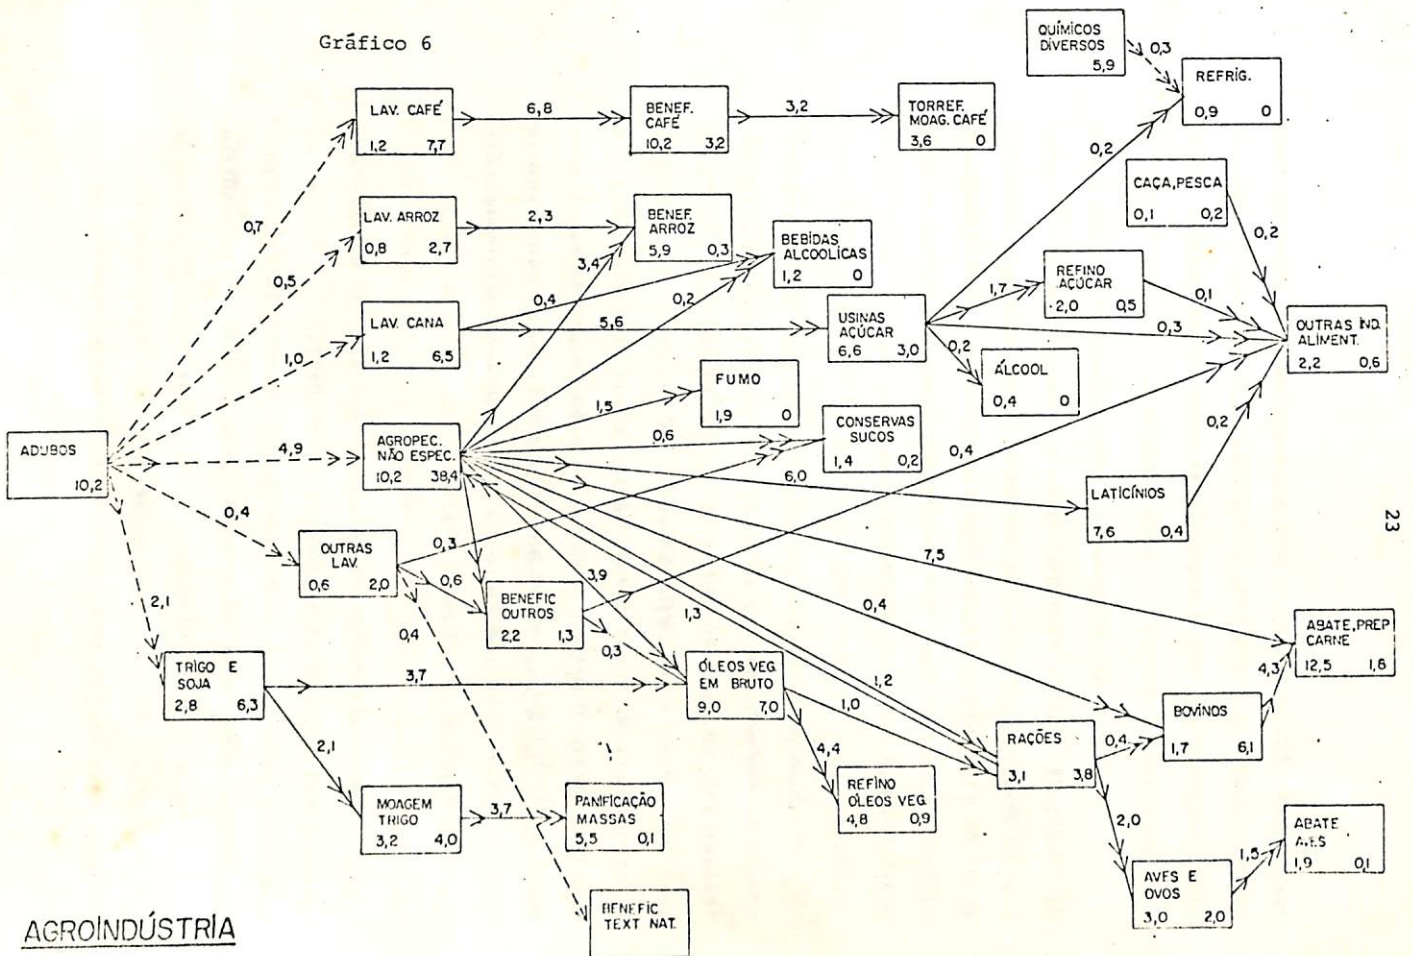 Gráfico 6
QUÍMICOS
DIVERSOS
5,9
0,3
REFRIG.
0,9 0
LAV. CAFÉ
1,2 7,7
6,8
BENEF.
CAFÉ
10,2 3,2
3,2
TORREF.
MOAG. CAFÉ
3,6 0
0,2
CAÇA, PESCA
0,1 0,2
0,2
0,7
LAV. ARROZ
0,8 2,7
2,3
BENEF.
ARROZ
5,9 0,3
3,4
BEBIDAS
ALCOOLÍCAS
1,2 0
0,5
0,4
0,2
REFINO
AÇÚCAR
2,0 0,5
1,7
0,1
LAV. CANA
1,2 6,5
5,6
USINAS
AÇÚCAR
6,6 3,0
0,3
OUTRAS IND.
ALIMENT.
2,2 0,6
1,0
0,2
ÁLCOOL
0,4 0
FUMO
1,9 0
1,5
CONSERVAS
SUCOS
1,4 0,2
0,6
0,4
0,2
ADUBOS
10,2
4,9
AGROPEC.
NÃO ESPEC.
10,2 38,4
6,0
LATICÍNIOS
7,6 0,4
23
0,4
OUTRAS
LAV.
0,6 2,0
0,3
0,6
3,9
7,5
BENEFIC
OUTROS
2,2 1,3
1,3
0,4
2,1
0,4
0,3
ABATE, PREP
CARNE
12,5 1,6
TRIGO E
SOJA
2,8 6,3
3,7
ÓLEOS VEG.
EM BRUTO
9,0 7,0
1,2
1,0
4,3
BOVINOS
1,7 6,1
2,1
4,4
RAÇÕES
3,1 3,8
0,4
MOAGEM
TRIGO
3,2 4,0
3,7
PANIFICAÇÃO
MASSAS
5,5 0,1
REFINO
ÓLEOS VEG.
4,8 0,9
2,0
ABATE
AVES
1,9 0,1
1,5
AVES E
OVOS
3,0 2,0
BENEFIC
TEXT NAT.
AGROINDÚSTRIA